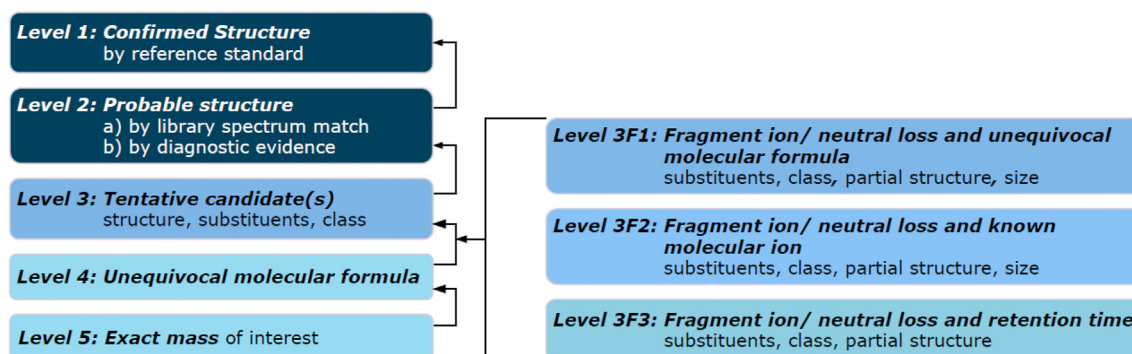 Level 1: Confirmed Structure
by reference standard
Level 2: Probable structure
a) by library spectrum match
b) by diagnostic evidence
Level 3: Tentative candidate(s)
structure, substituents, class
Level 4: Unequivocal molecular formula
Level 5: Exact mass of interest
Level 3F1: Fragment ion/ neutral loss and unequivocal
molecular formula
substituents, class, partial structure, size
Level 3F2: Fragment ion/ neutral loss and known
molecular ion
substituents, class, partial structure, size
Level 3F3: Fragment ion/ neutral loss and retention time
substituents, class, partial structure